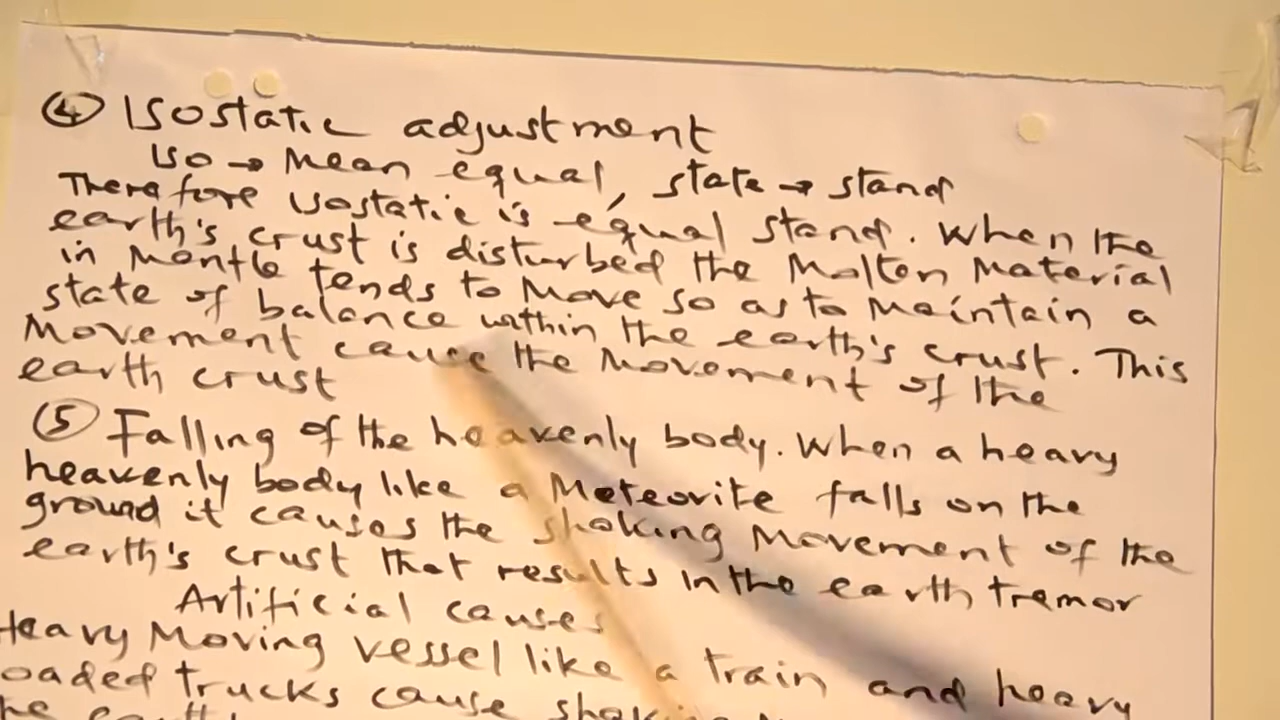 ④ Isostatic adjustment
Iso → Mean equal, state → stand
Therefore isostatic is equal stand. When the
earth's crust is disturbed the Molten Material
in Mantle tends to Move so as to Maintain a
state of balance within the earth's crust. This
Movement cause the Movement of the
earth crust
⑤ Falling of the heavenly body. When a heavy
heavenly body like a Meteorite falls on the
ground it causes the shaking Movement of the
earth's crust that results in the earth tremor
Artificial causes
Heavy Moving vessel like a train and heavy
loaded trucks cause